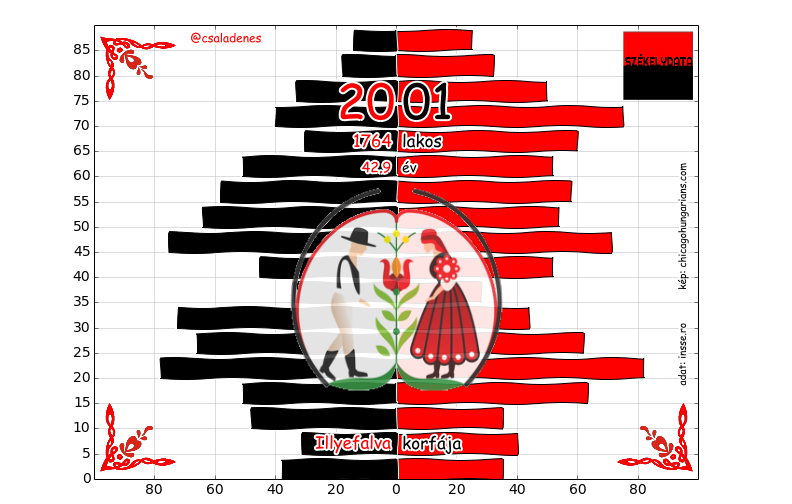 @csaladenes
SZÉKELYDATA
2001
1764 lakos
42.9 év
kép: chicagohungarians.com
adat: insse.ro
Illyefalva korfája
85
80
75
70
65
60
55
50
45
40
35
30
25
20
15
10
5
0
80 60 40 20 0 20 40 60 80